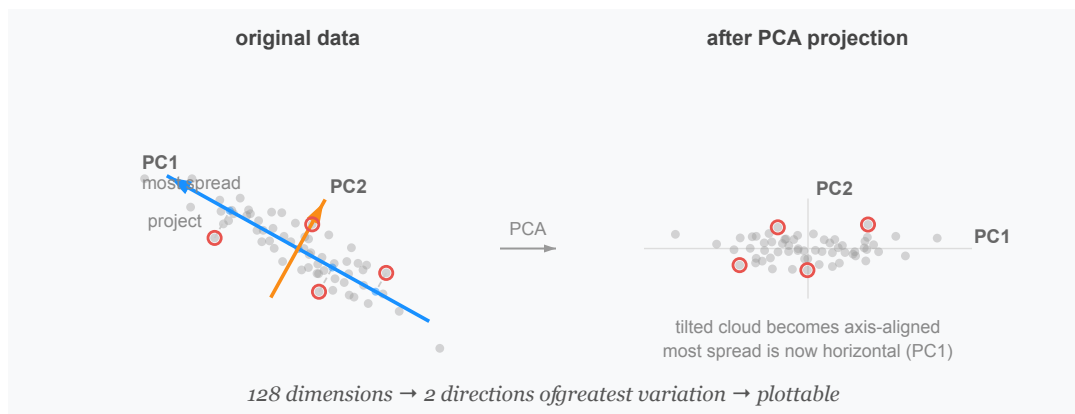 original data
after PCA projection
PC1
most spread
project
PC2
PCA
PC2
PC1
tilted cloud becomes axis-aligned
most spread is now horizontal (PC1)
128 dimensions → 2 directions ofgreatest variation → plottable